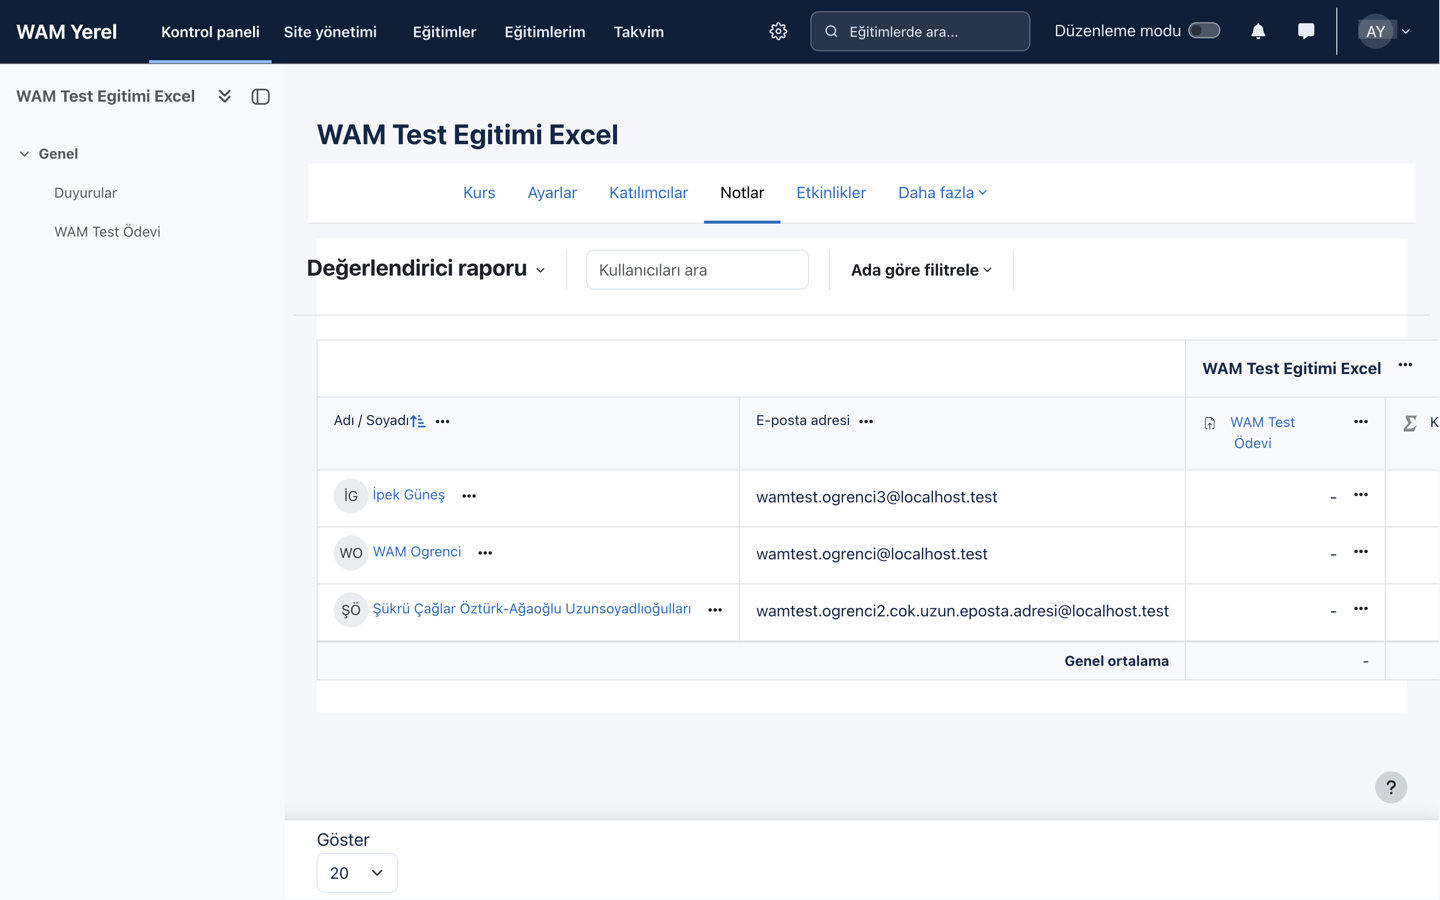 WAM Yerel
Kontrol paneli
Site yönetimi
Eğitimler
Eğitimlerim
Takvim
Eğitimlerde ara...
Düzenleme modu
AY
WAM Test Egitimi Excel
Genel
Duyurular
WAM Test Ödevi
WAM Test Egitimi Excel
Kurs
Ayarlar
Katılımcılar
Notlar
Etkinlikler
Daha fazla
Değerlendirici raporu
Kullanıcıları ara
Ada göre filitrele
WAM Test Egitimi Excel
Adı / Soyadı
E-posta adresi
WAM Test
Ödevi
Σ K
İG İpek Güneş
wamtest.ogrenci3@localhost.test
-
WO WAM Ogrenci
wamtest.ogrenci@localhost.test
-
ŞÖ Şükrü Çağlar Öztürk-Ağaoğlu Uzunsoyadlıoğulları
wamtest.ogrenci2.cok.uzun.eposta.adresi@localhost.test
-
Genel ortalama
-
?
Göster
20